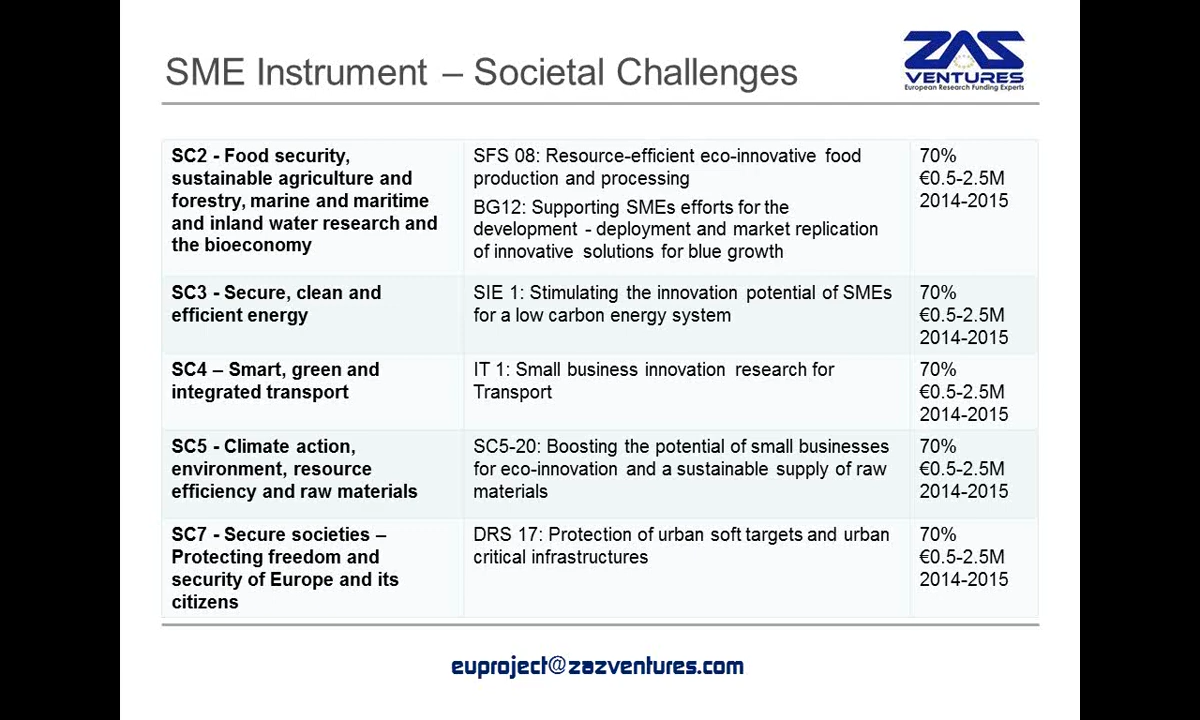 SME Instrument – Societal Challenges
ZAZ
VENTURES
European Research Funding Experts
SC2 - Food security,
sustainable agriculture and
forestry, marine and maritime
and inland water research and
the bioeconomy
SFS 08: Resource-efficient eco-innovative food
production and processing
BG12: Supporting SMEs efforts for the
development - deployment and market replication
of innovative solutions for blue growth
70%
€0.5-2.5M
2014-2015
SC3 - Secure, clean and
efficient energy
SIE 1: Stimulating the innovation potential of SMEs
for a low carbon energy system
70%
€0.5-2.5M
2014-2015
SC4 – Smart, green and
integrated transport
IT 1: Small business innovation research for
Transport
70%
€0.5-2.5M
2014-2015
SC5 - Climate action,
environment, resource
efficiency and raw materials
SC5-20: Boosting the potential of small businesses
for eco-innovation and a sustainable supply of raw
materials
70%
€0.5-2.5M
2014-2015
SC7 - Secure societies –
Protecting freedom and
security of Europe and its
citizens
DRS 17: Protection of urban soft targets and urban
critical infrastructures
70%
€0.5-2.5M
2014-2015
euproject@zazventures.com